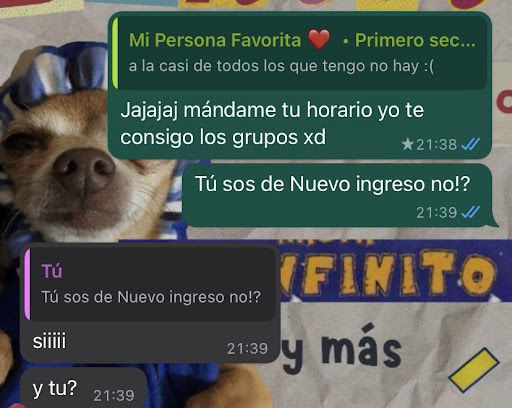 Mi Persona Favorita ❤️ • Primero sec...
a la casi de todos los que tengo no hay :(
Jajajaj mándame tu horario yo te
consigo los grupos xd
21:38
Tú sos de Nuevo ingreso no!?
21:39
Tú
Tú sos de Nuevo ingreso no!?
siiiii
21:39
NFINITO
y más
y tu?
21:39